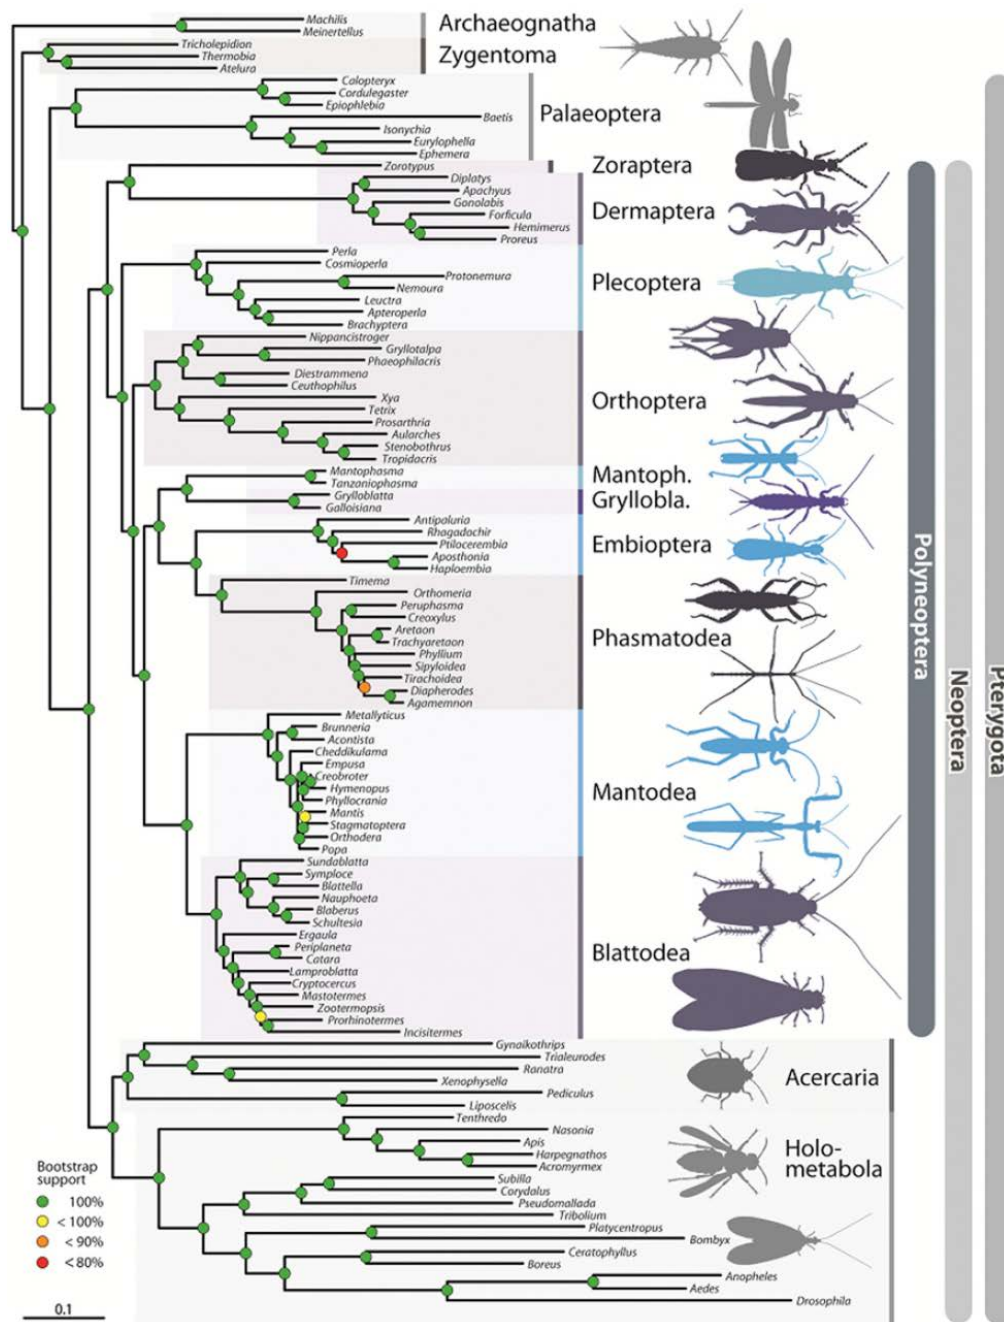 Machilis
Meinertellus
Archaeognatha
Tricholepidion
Thermobia
Atelura
Zygentoma
Calopteryx
Cordulegaster
Epiophlebia
Baetis
Isonychia
Eurylophella
Ephemera
Palaeoptera
Zorotypus
Zoraptera
Diplatys
Apachyus
Gonolabis
Forficula
Hemimerus
Proreus
Dermaptera
Perla
Cosmioperla
Protonemura
Nemoura
Leuctra
Apteroperla
Brachyptera
Plecoptera
Nippancistroger
Gryllotalpa
Phaeophilacris
Diestrammena
Ceuthophilus
Xya
Tetrix
Prosarthria
Aularches
Stenobothrus
Tropidacris
Orthoptera
Mantophasma
Tanzaniophasma
Mantoph.
Grylloblatta
Galloisiana
Gryllobla.
Antipaluria
Rhagadochir
Ptilocerembia
Aposthonia
Haploembia
Embioptera
Timema
Orthomeria
Peruphasma
Creoxylus
Aretaon
Trachyaretaon
Phyllium
Sipyloidea
Tirachoidea
Diapherodes
Agamemnon
Phasmatodea
Metallyticus
Brunneria
Acontista
Cheddikulama
Empusa
Creobroter
Hymenopus
Phyllocrania
Mantis
Stagmatoptera
Orthodera
Popa
Mantodea
Sundablatta
Symploce
Blattella
Nauphoeta
Blaberus
Schultesia
Ergaula
Periplaneta
Catara
Lamproblatta
Cryptocercus
Mastotermes
Zootermopsis
Prorhinotermes
Incisitermes
Blattodea
Gynaikothrips
Trialeurodes
Ranatra
Xenophysella
Pediculus
Liposcelis
Acercaria
Tenthredo
Nasonia
Apis
Harpegnathos
Acromyrmex
Subilla
Corydalus
Pseudomallada
Tribolium
Platycentropus
Bombyx
Ceratophyllus
Boreus
Anopheles
Aedes
Drosophila
Holo-
metabola
Polyneoptera
Neoptera
Pterygota
Bootstrap
support
100%
< 100%
< 90%
< 80%
0.1